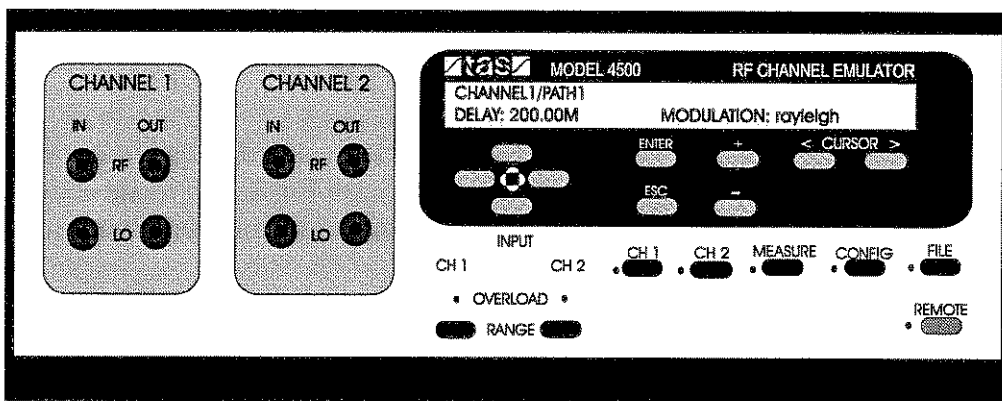 CHANNEL 1
IN OUT
RF
LO
CHANNEL 2
IN OUT
RF
LO
tas MODEL 4500 RF CHANNEL EMULATOR
CHANNEL1/PATH1
DELAY: 200.00M MODULATION: rayleigh
ENTER + < CURSOR >
ESC -
INPUT
CH 1 CH 2
CH 1 CH 2 MEASURE CONFIG FILE
OVERLOAD
RANGE
REMOTE